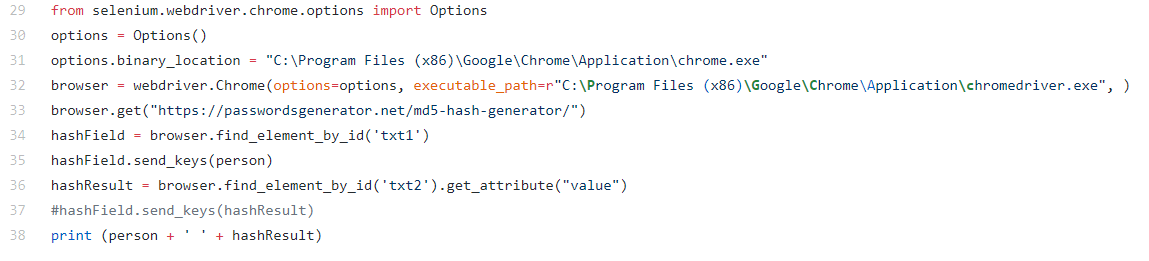 29 from selenium.webdriver.chrome.options import Options
30 options = Options()
31 options.binary_location = "C:\Program Files (x86)\Google\Chrome\Application\chrome.exe"
32 browser = webdriver.Chrome(options=options, executable_path=r"C:\Program Files (x86)\Google\Chrome\Application\chromedriver.exe", )
33 browser.get("https://passwordsgenerator.net/md5-hash-generator/")
34 hashField = browser.find_element_by_id('txt1')
35 hashField.send_keys(person)
36 hashResult = browser.find_element_by_id('txt2').get_attribute("value")
37 #hashField.send_keys(hashResult)
38 print (person + ' ' + hashResult)